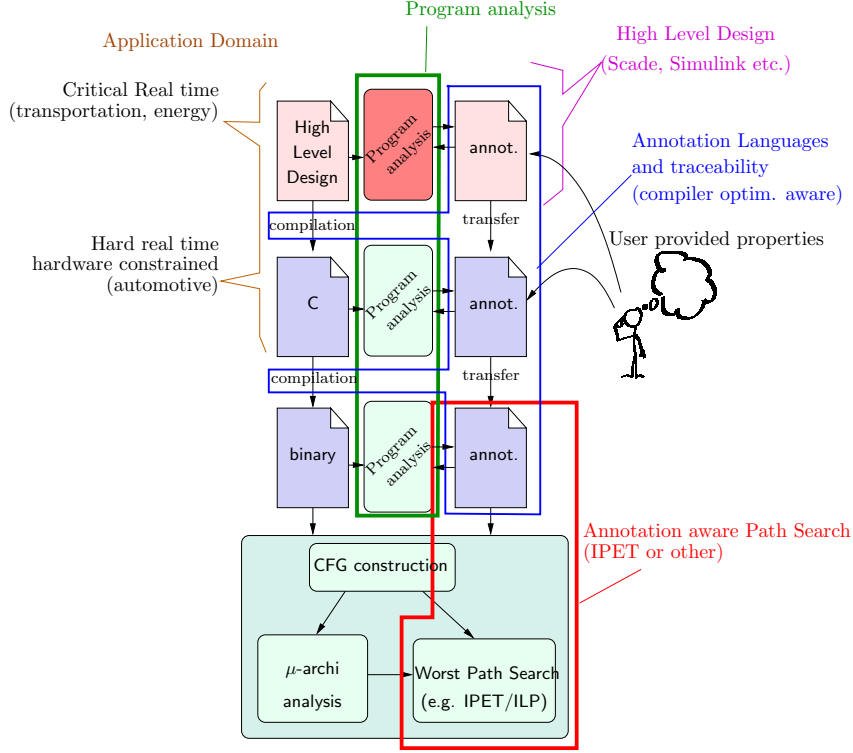 Program analysis
Application Domain
High Level Design
(Scade, Simulink etc.)
Critical Real time
(transportation, energy)
High
Level
Design
Program
analysis
annot.
Annotation Languages
and traceability
(compiler optim. aware)
compilation
transfer
User provided properties
Hard real time
hardware constrained
(automotive)
C
Program
analysis
annot.
compilation
transfer
binary
Program
analysis
annot.
Annotation aware Path Search
(IPET or other)
CFG construction
μ-archi
analysis
Worst Path Search
(e.g. IPET/ILP)